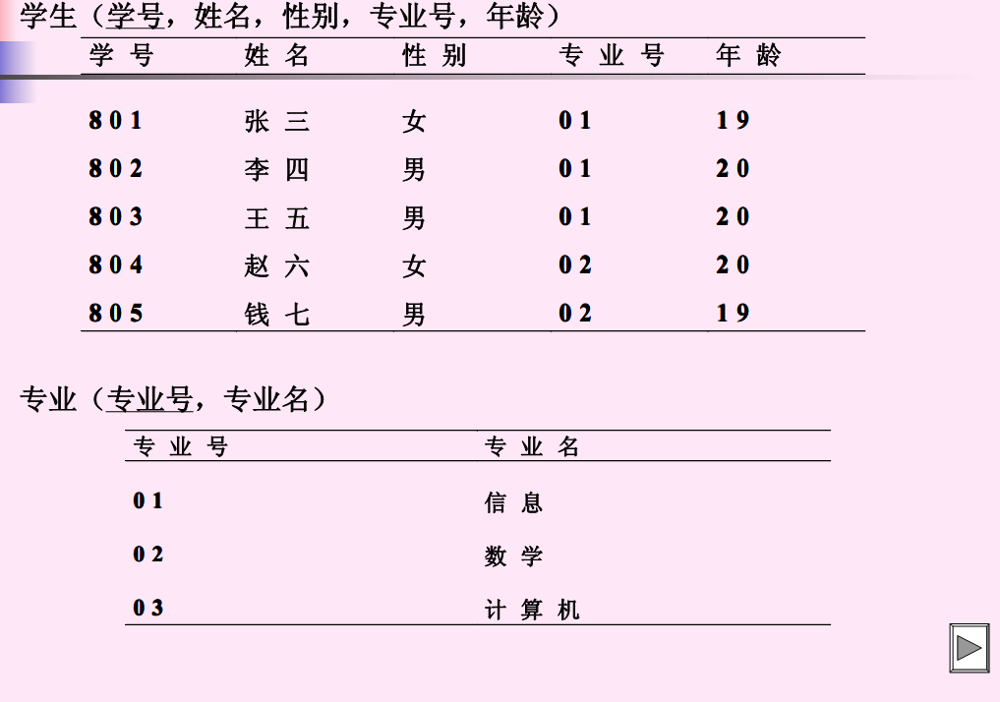 学生（学号，姓名，性别，专业号，年龄）
学号 姓名 性别 专业号 年龄
801 张三 女 01 19
802 李四 男 01 20
803 王五 男 01 20
804 赵六 女 02 20
805 钱七 男 02 19
专业（专业号，专业名）
专业号 专业名
01 信息
02 数学
03 计算机